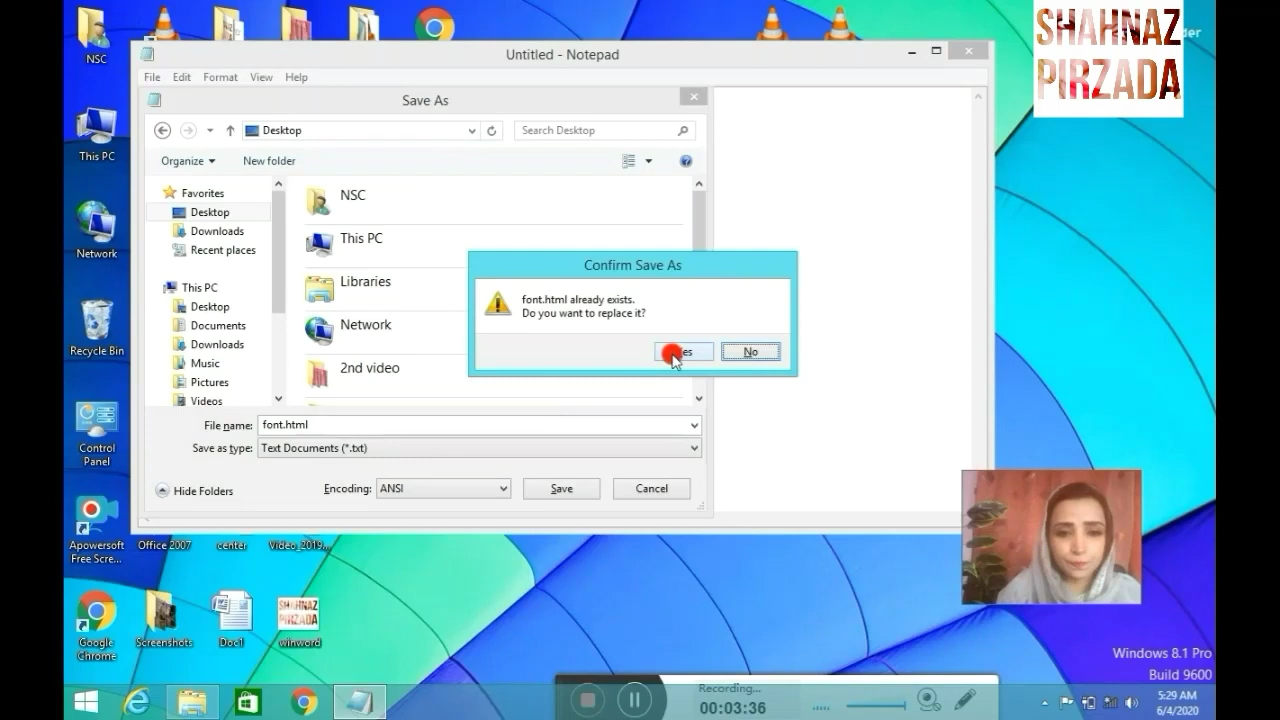 SHAHNAZ
PIRZADA
NSC
Untitled - Notepad
File Edit Format View Help
Save As
Desktop
Search Desktop
Organize
New folder
This PC
Network
Recycle Bin
Control
Panel
Apowersoft
Free Scre...
Favorites
Desktop
Downloads
Recent places
This PC
Desktop
Documents
Downloads
Music
Pictures
Videos
NSC
This PC
Libraries
Network
2nd video
Confirm Save As
font.html already exists.
Do you want to replace it?
No
File name: font.html
Save as type: Text Documents (*.txt)
Hide Folders
Encoding: ANSI
Save
Cancel
Office 2007
center
Video_2019...
Google
Chrome
Screenshots
Doc1
SHAHNAZ
PIRZADA
winword
Windows 8.1 Pro
Build 9600
Recording...
00:03:36
5:29 AM
6/4/2020